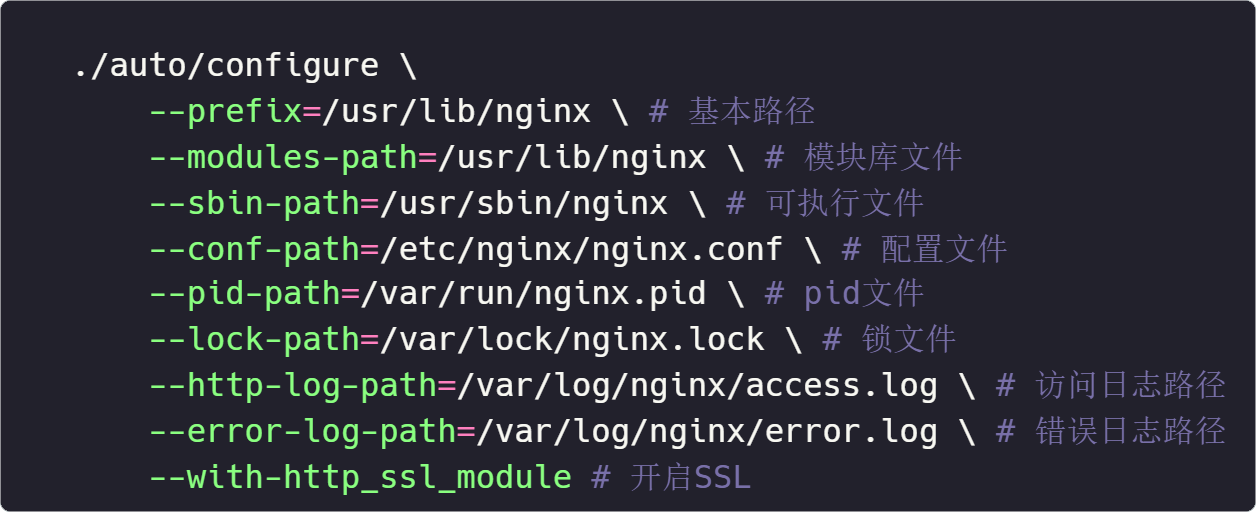 ./auto/configure \
--prefix=/usr/lib/nginx \ # 基本路径
--modules-path=/usr/lib/nginx \ # 模块库文件
--sbin-path=/usr/sbin/nginx \ # 可执行文件
--conf-path=/etc/nginx/nginx.conf \ # 配置文件
--pid-path=/var/run/nginx.pid \ # pid文件
--lock-path=/var/lock/nginx.lock \ # 锁文件
--http-log-path=/var/log/nginx/access.log \ # 访问日志路径
--error-log-path=/var/log/nginx/error.log \ # 错误日志路径
--with-http_ssl_module # 开启SSL